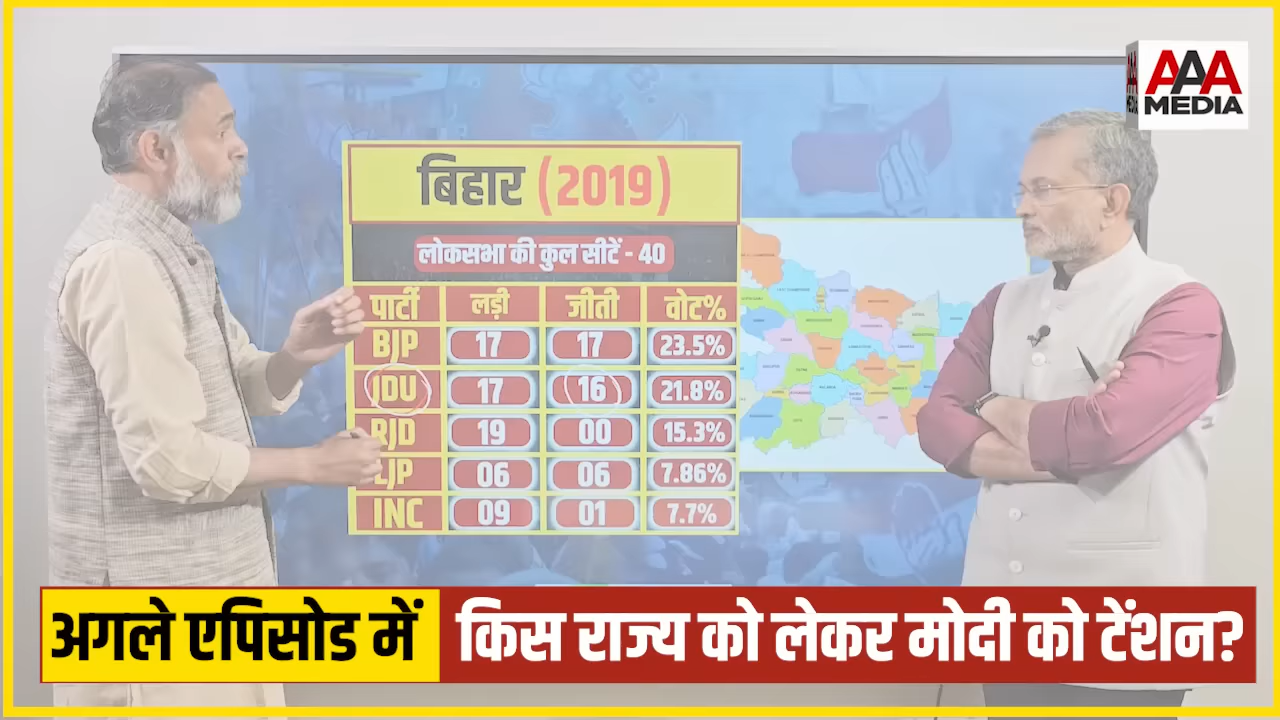 AAA
MEDIA
बिहार (2019)
लोकसभा की कुल सीटें - 40
पार्टी लड़ी जीती वोट%
BJP 17 17 23.5%
JDU 17 16 21.8%
RJD 19 00 15.3%
LJP 06 06 7.86%
INC 09 01 7.7%
अगले एपिसोड में किस राज्य को लेकर मोदी को टेंशन?